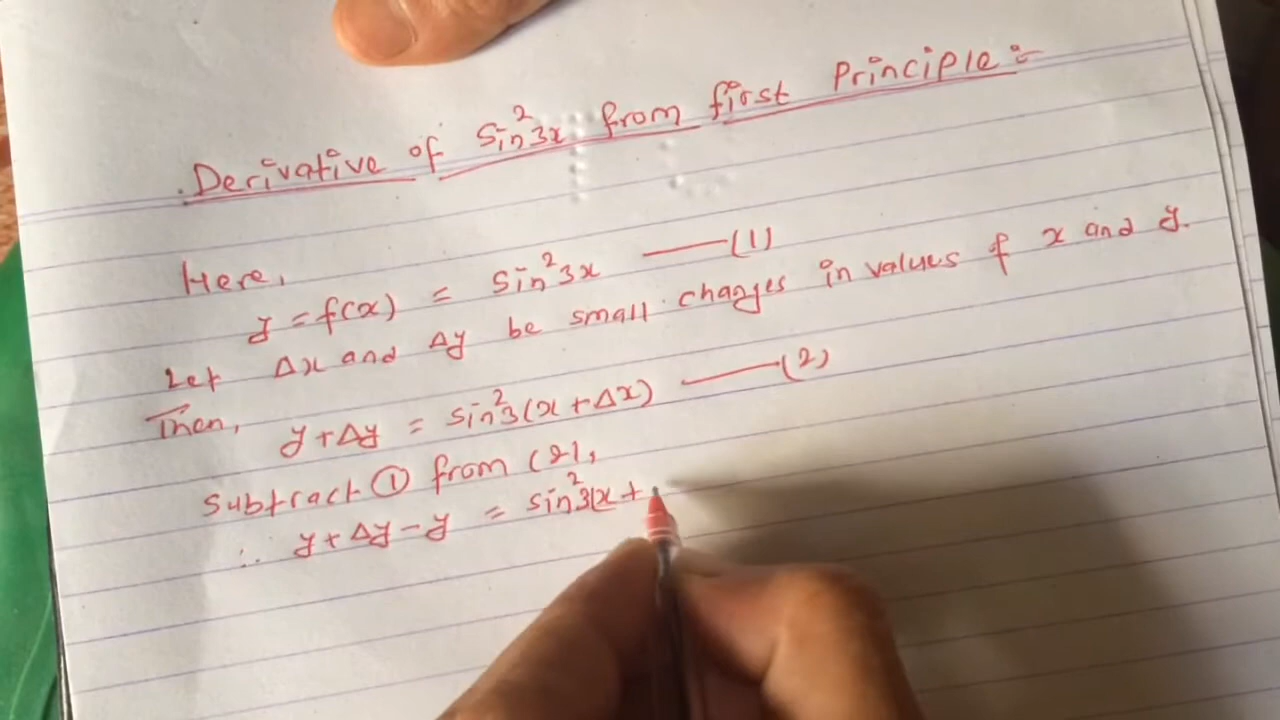 Derivative of sin²3x from first Principle:-
Here,
y = f(x) = sin²3x ——(1)
Let Δx and Δy be small changes in values of x and y.
Then,
y + Δy = sin²3(x + Δx) ——(2)
Subtract ① from (2),
∴ y + Δy - y = sin²3(x +